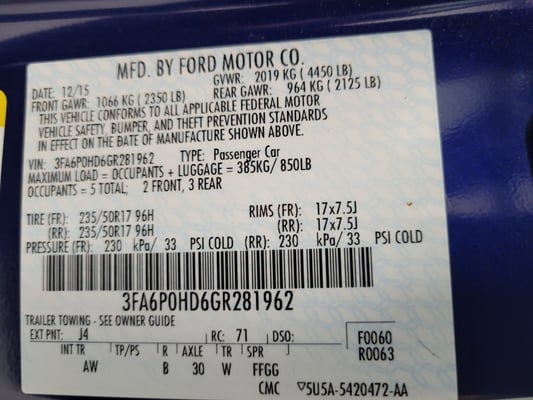 MFD. BY FORD MOTOR CO.
DATE: 12/15 GVWR: 2019 KG (4450 LB)
FRONT GAWR: 1066 KG (2350 LB) REAR GAWR: 964 KG (2125 LB)
THIS VEHICLE CONFORMS TO ALL APPLICABLE FEDERAL MOTOR
VEHICLE SAFETY, BUMPER, AND THEFT PREVENTION STANDARDS
IN EFFECT ON THE DATE OF MANUFACTURE SHOWN ABOVE.
VIN: 3FA6P0HD6GR281962 TYPE: Passenger Car
MAXIMUM LOAD = OCCUPANTS + LUGGAGE = 385KG/ 850LB
OCCUPANTS = 5 TOTAL; 2 FRONT, 3 REAR
TIRE (FR): 235/50R17 96H RIMS (FR): 17x7.5J
(RR): 235/50R17 96H (RR): 17x7.5J
PRESSURE (FR): 230 kPa/ 33 PSI COLD (RR): 230 kPa/ 33 PSI COLD
3FA6P0HD6GR281962
TRAILER TOWING - SEE OWNER GUIDE
EXT PNT: J4 RC: 71 DSO: F0060
R0063
INT TR TP/PS R AXLE TR SPR
AW B 30 W FFGG
CMC ▽5U5A-5420472-AA